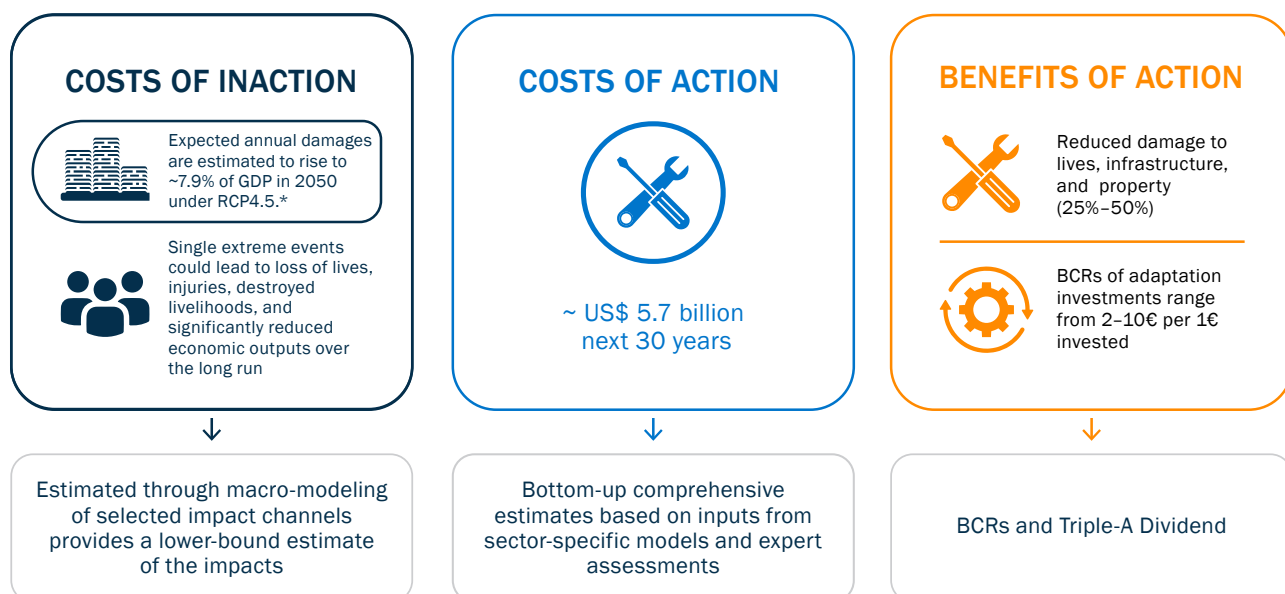 COSTS OF INACTION
Expected annual damages
are estimated to rise to
~7.9% of GDP in 2050
under RCP4.5.*
Single extreme events
could lead to loss of lives,
injuries, destroyed
livelihoods, and
significantly reduced
economic outputs over
the long run
Estimated through macro-modeling
of selected impact channels
provides a lower-bound estimate
of the impacts
COSTS OF ACTION
~ US$ 5.7 billion
next 30 years
Bottom-up comprehensive
estimates based on inputs from
sector-specific models and expert
assessments
BENEFITS OF ACTION
Reduced damage to
lives, infrastructure,
and property
(25%–50%)
BCRs of adaptation
investments range
from 2–10€ per 1€
invested
BCRs and Triple-A Dividend